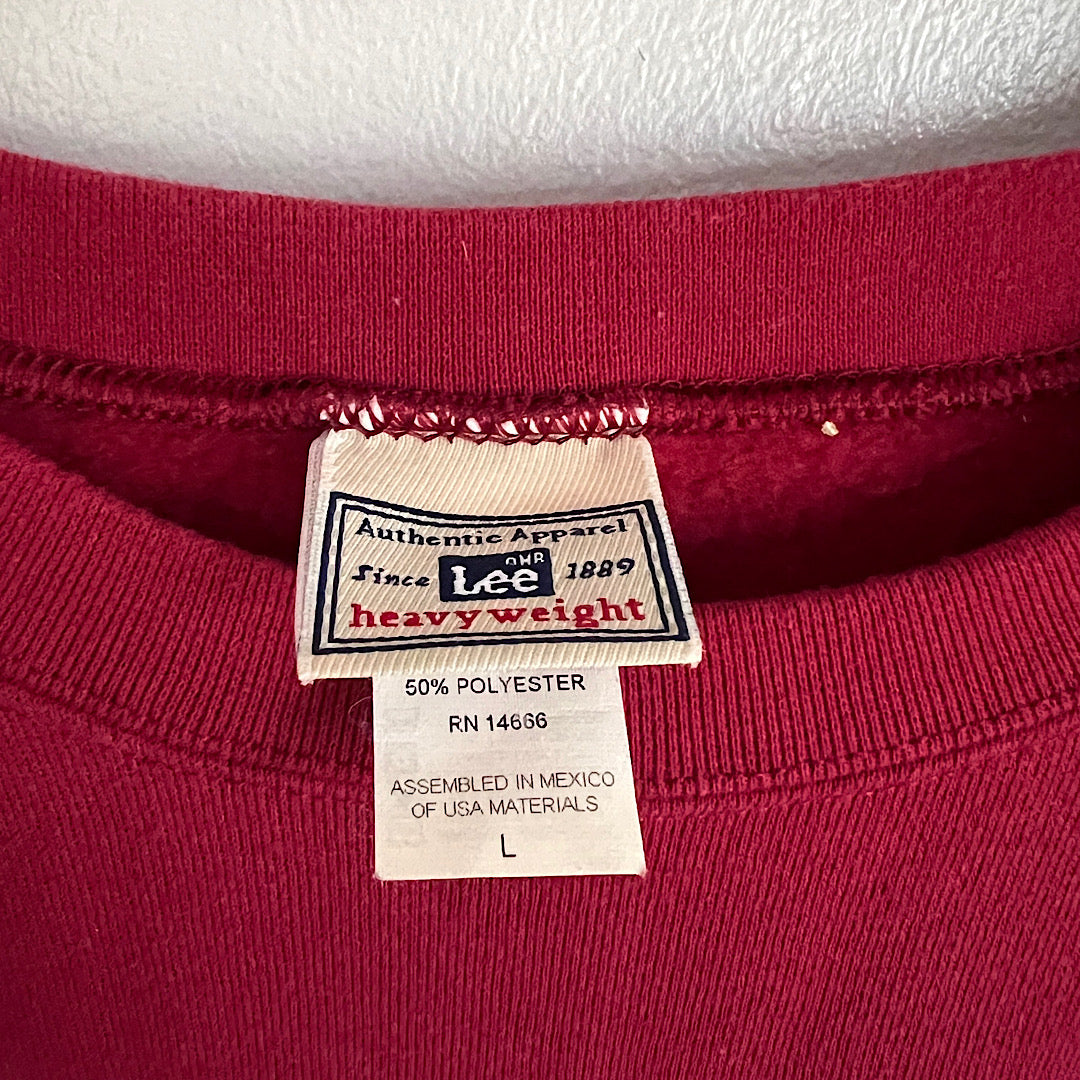 Authentic Apparel
Since Lee 1889
heavyweight
50% POLYESTER
RN 14666
ASSEMBLED IN MEXICO
OF USA MATERIALS
L